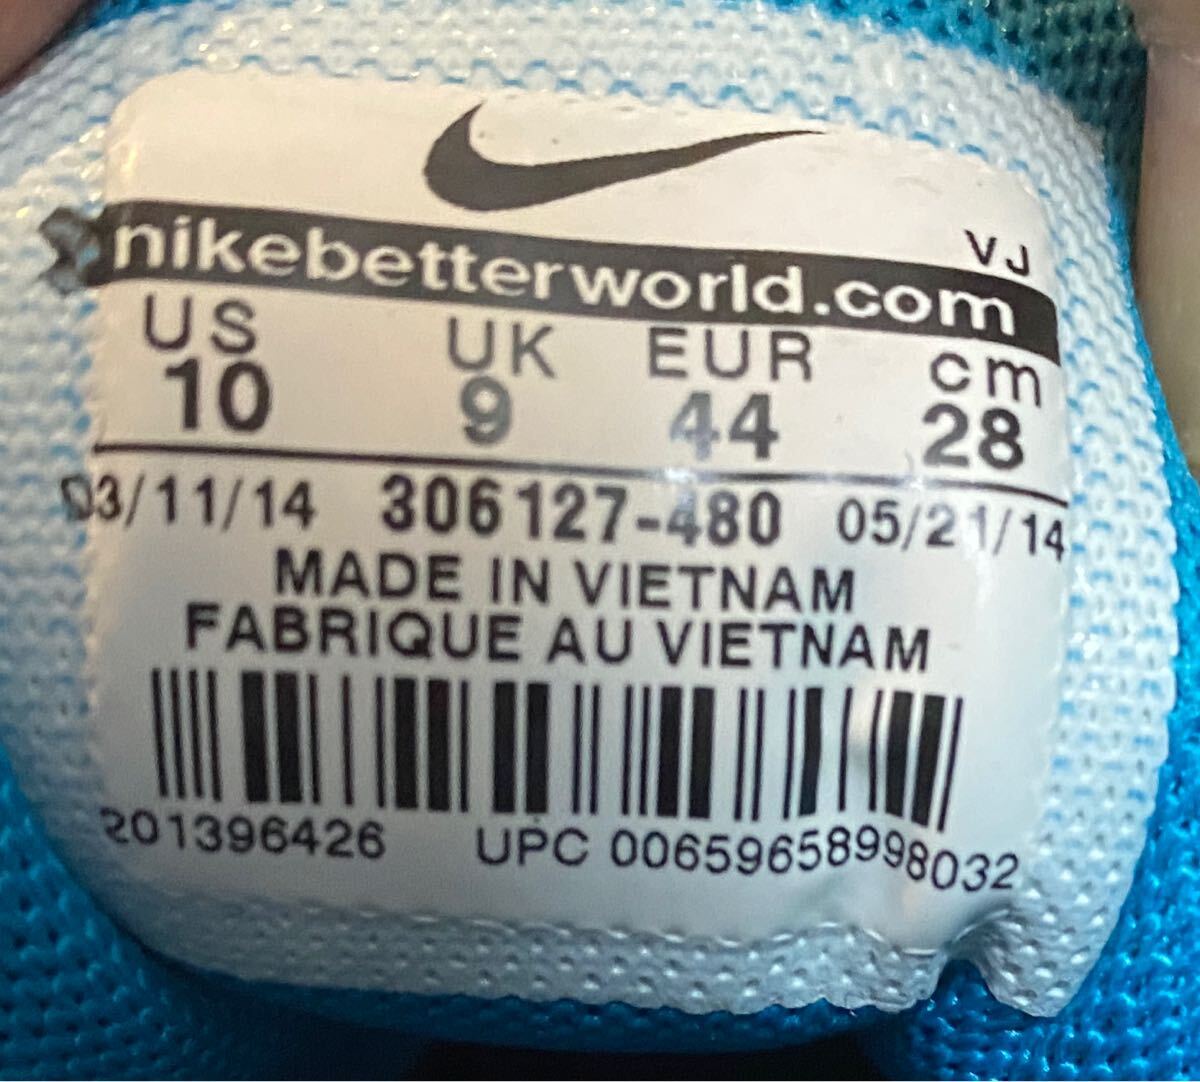 VJ
nikebetterworld.com
US UK EUR cm
10 9 44 28
03/11/14 306127-480 05/21/14
MADE IN VIETNAM
FABRIQUE AU VIETNAM
201396426 UPC 00659658998032